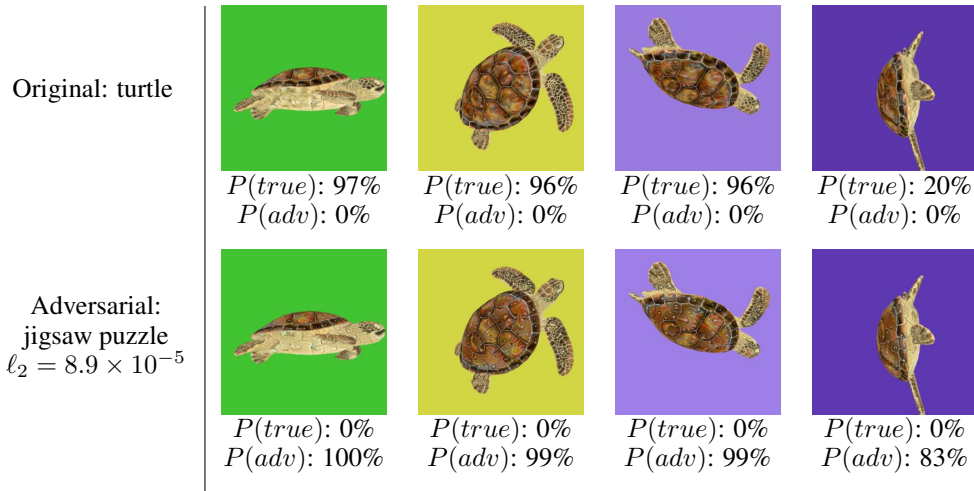 Original: turtle
P(true): 97% P(true): 96% P(true): 96% P(true): 20%
P(adv): 0% P(adv): 0% P(adv): 0% P(adv): 0%
Adversarial:
jigsaw puzzle
ℓ₂ = 8.9 × 10⁻⁵
P(true): 0% P(true): 0% P(true): 0% P(true): 0%
P(adv): 100% P(adv): 99% P(adv): 99% P(adv): 83%